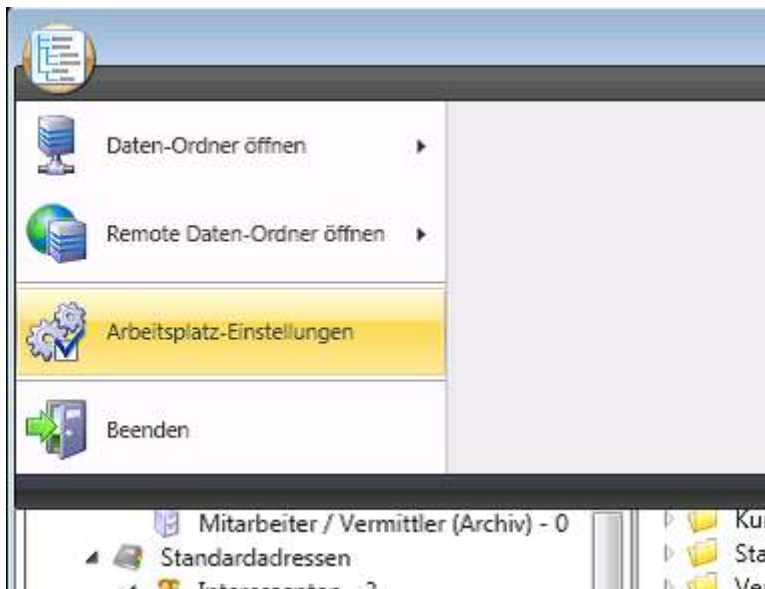 Daten-Ordner öffnen
Remote Daten-Ordner öffnen
Arbeitsplatz-Einstellungen
Beenden
Mitarbeiter / Vermittler (Archiv) - 0
Standardadressen